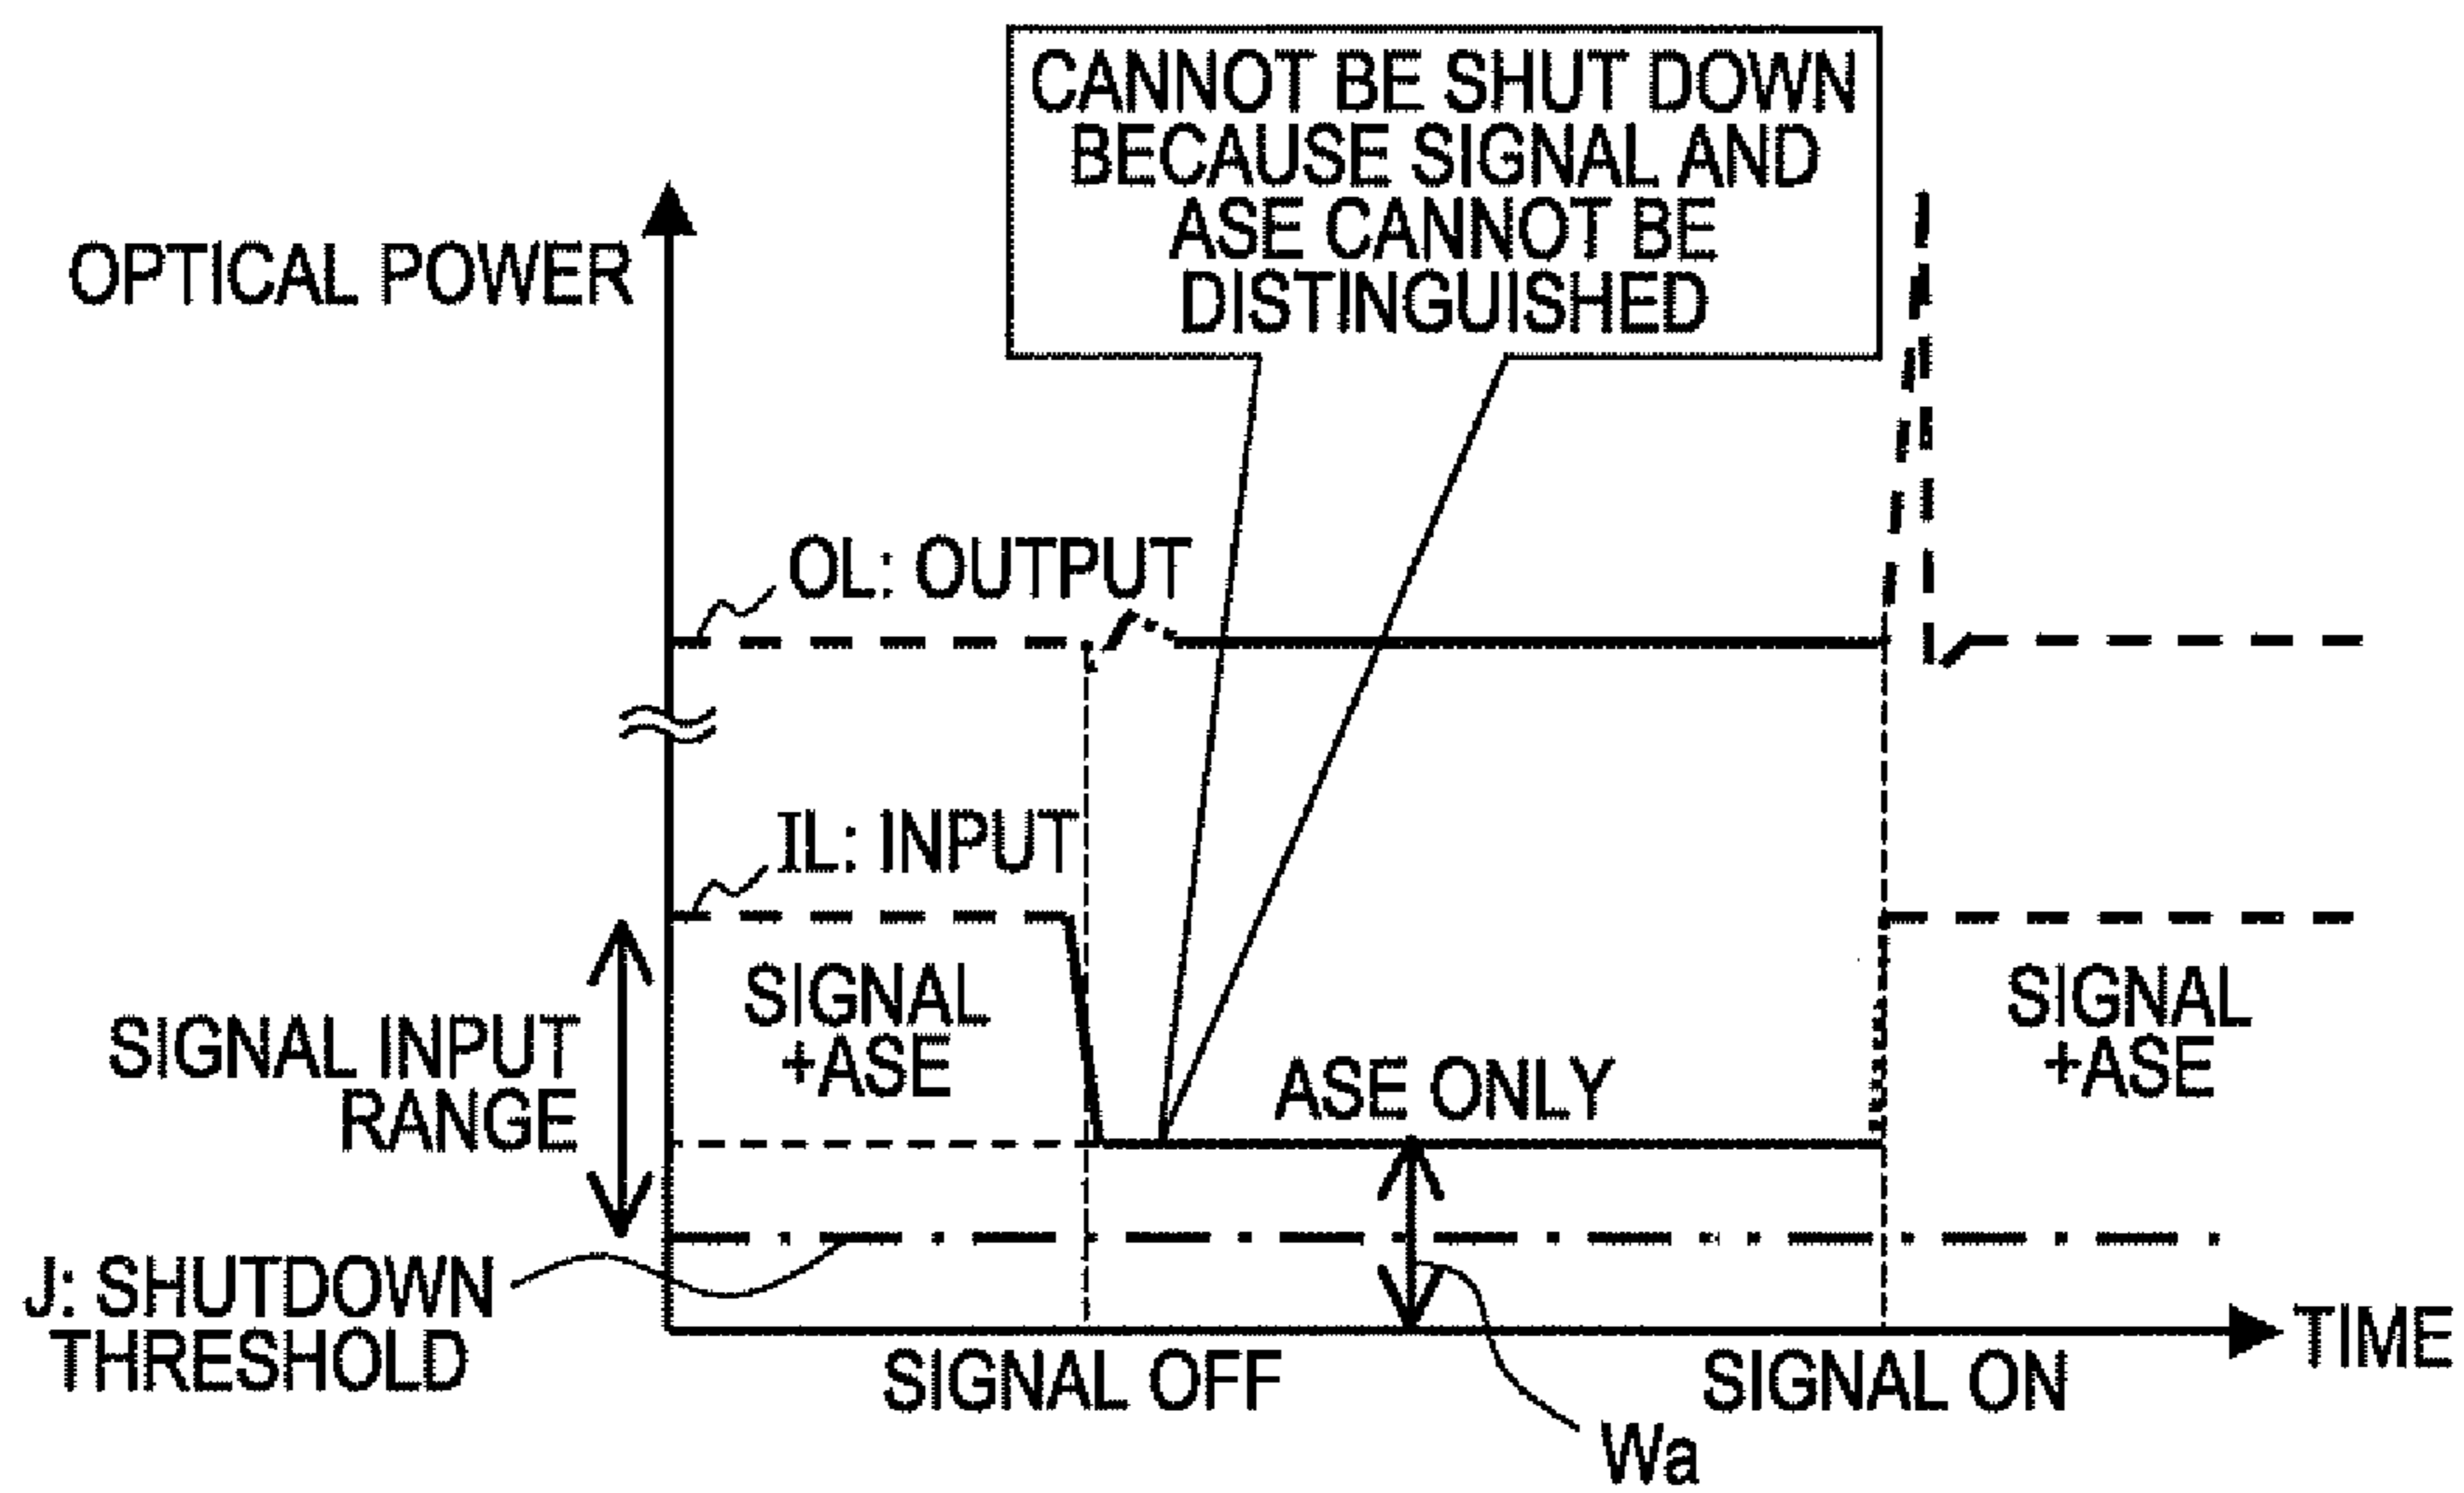 CANNOT BE SHUT DOWN
BECAUSE SIGNAL AND
ASE CANNOT BE
DISTINGUISHED
OPTICAL POWER
OL: OUTPUT
IL: INPUT
SIGNAL
+ASE
SIGNAL
+ASE
SIGNAL INPUT
RANGE
ASE ONLY
J: SHUTDOWN
THRESHOLD
TIME
SIGNAL OFF
SIGNAL ON
Wa